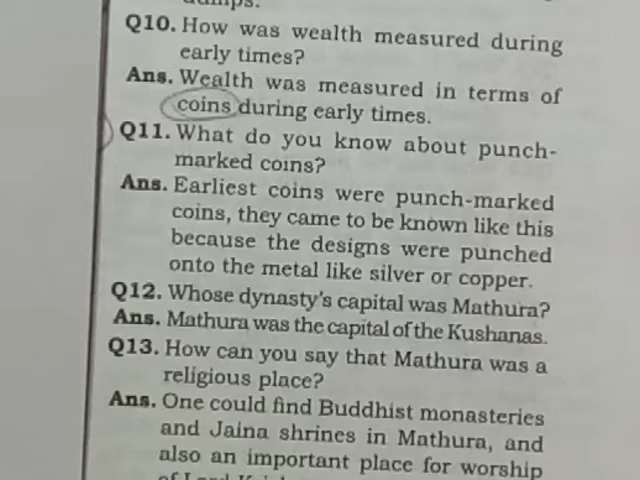 Q10. How was wealth measured during
early times?
Ans. Wealth was measured in terms of
coins during early times.
Q11. What do you know about punch-
marked coins?
Ans. Earliest coins were punch-marked
coins, they came to be known like this
because the designs were punched
onto the metal like silver or copper.
Q12. Whose dynasty's capital was Mathura?
Ans. Mathura was the capital of the Kushanas.
Q13. How can you say that Mathura was a
religious place?
Ans. One could find Buddhist monasteries
and Jaina shrines in Mathura, and
also an important place for worship
of Lord